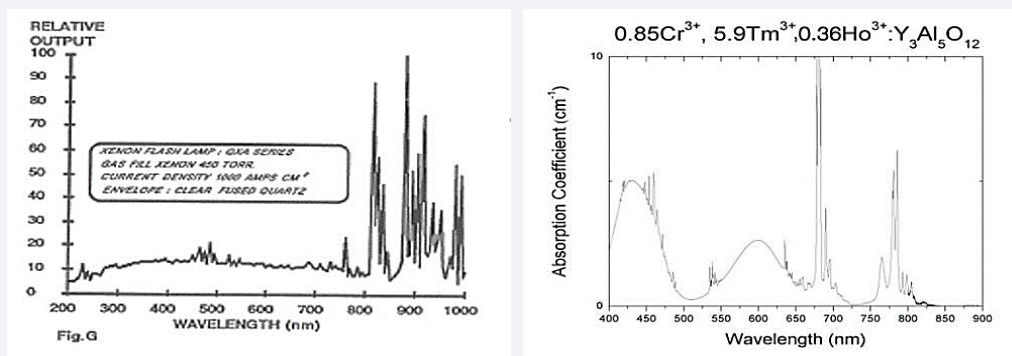 RELATIVE
OUTPUT
100
90
80
70
60
50
40
30
20
10
0
XENON FLASH LAMP : QXA SERIES
GAS FILL XENON 450 TORR.
CURRENT DENSITY 1000 AMPS CM²
ENVELOPE : CLEAR FUSED QUARTZ
200 300 400 500 600 700 800 900 1000
WAVELENGTH (nm)
Fig.G
0.85Cr³⁺, 5.9Tm³⁺,0.36Ho³⁺:Y₃Al₅O₁₂
10
Absorption Coefficient (cm⁻¹)
0
400 450 500 550 600 650 700 750 800 850 900
Wavelength (nm)